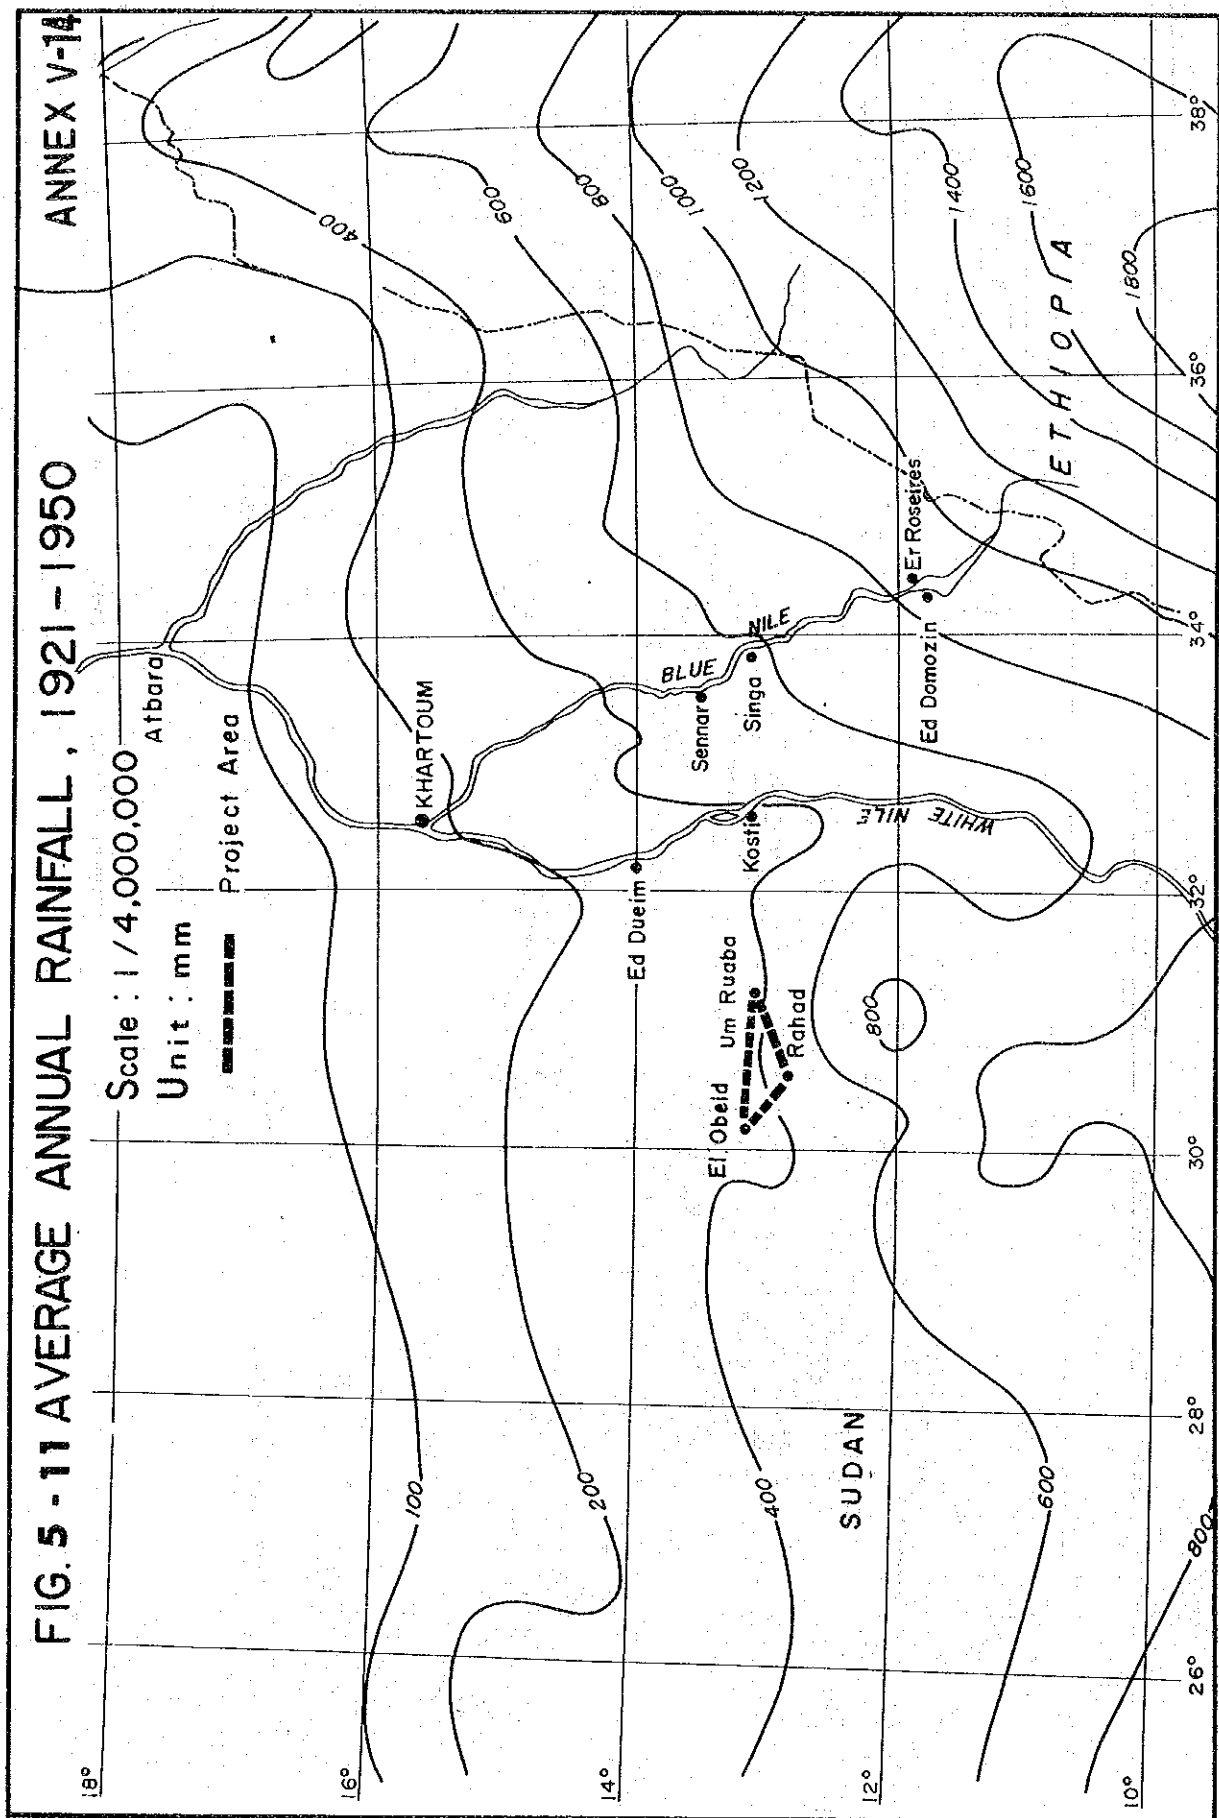 ANNEX V-14
FIG. 5-11 AVERAGE ANNUAL RAINFALL, 1921-1950
Scale: 1/4,000,000
Unit: mm
Project Area
Atbara
KHARTOUM
Ed Dueim
BLUE NILE
Sennar
Singa
Kosti
WHITE NILE
Er Roseires
Ed Domozin
El Obeid
Um Ruaba
Rahad
SUDAN
ETHIOPIA
100
200
400
600
800
800
400
600
800
1000
1200
1400
1600
1800
18°
16°
14°
12°
10°
26°
28°
30°
32°
34°
36°
38°